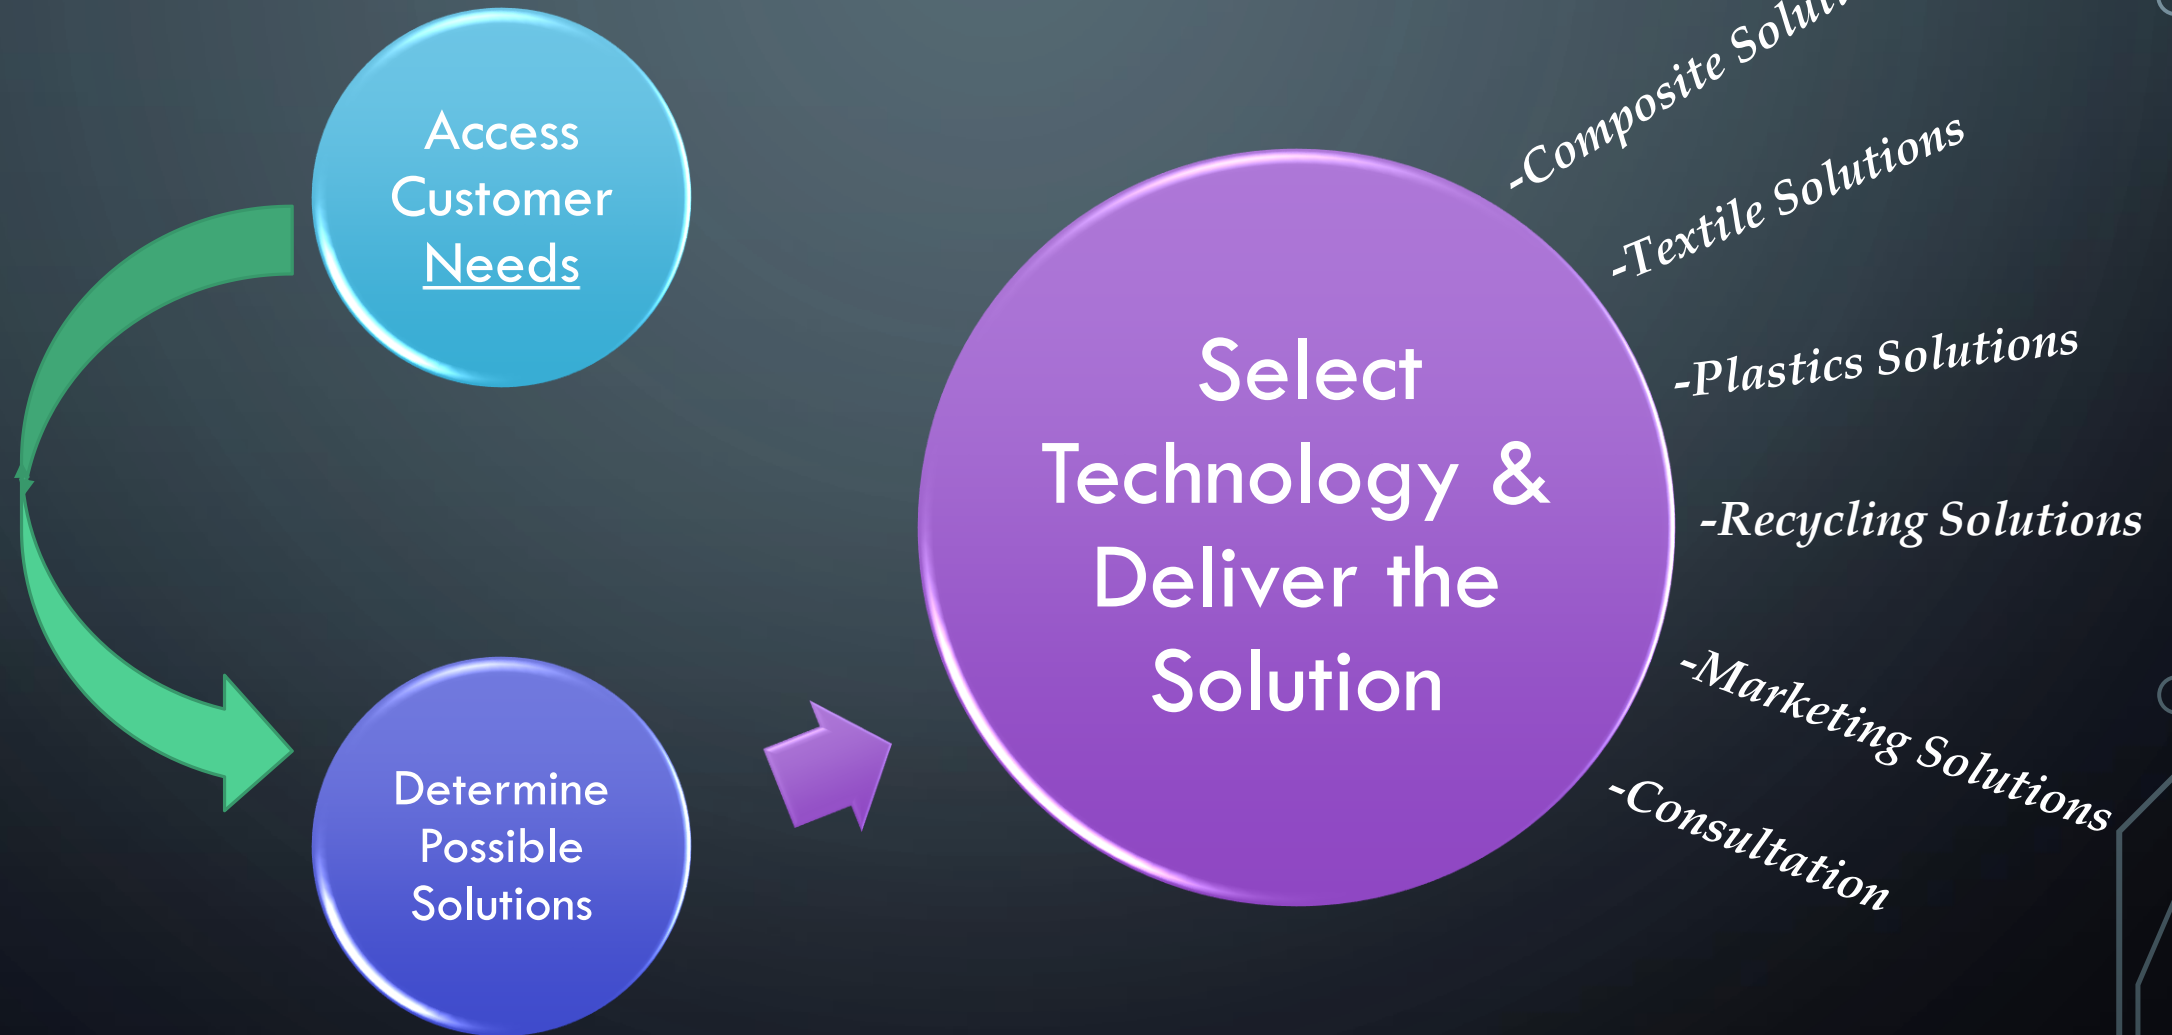 Access
Customer
Needs
Determine
Possible
Solutions
Select
Technology &
Deliver the
Solution
-Composite
-Textile Solutions
-Plastics Solutions
-Recycling Solutions
-Marketing Solutions
-Consultation